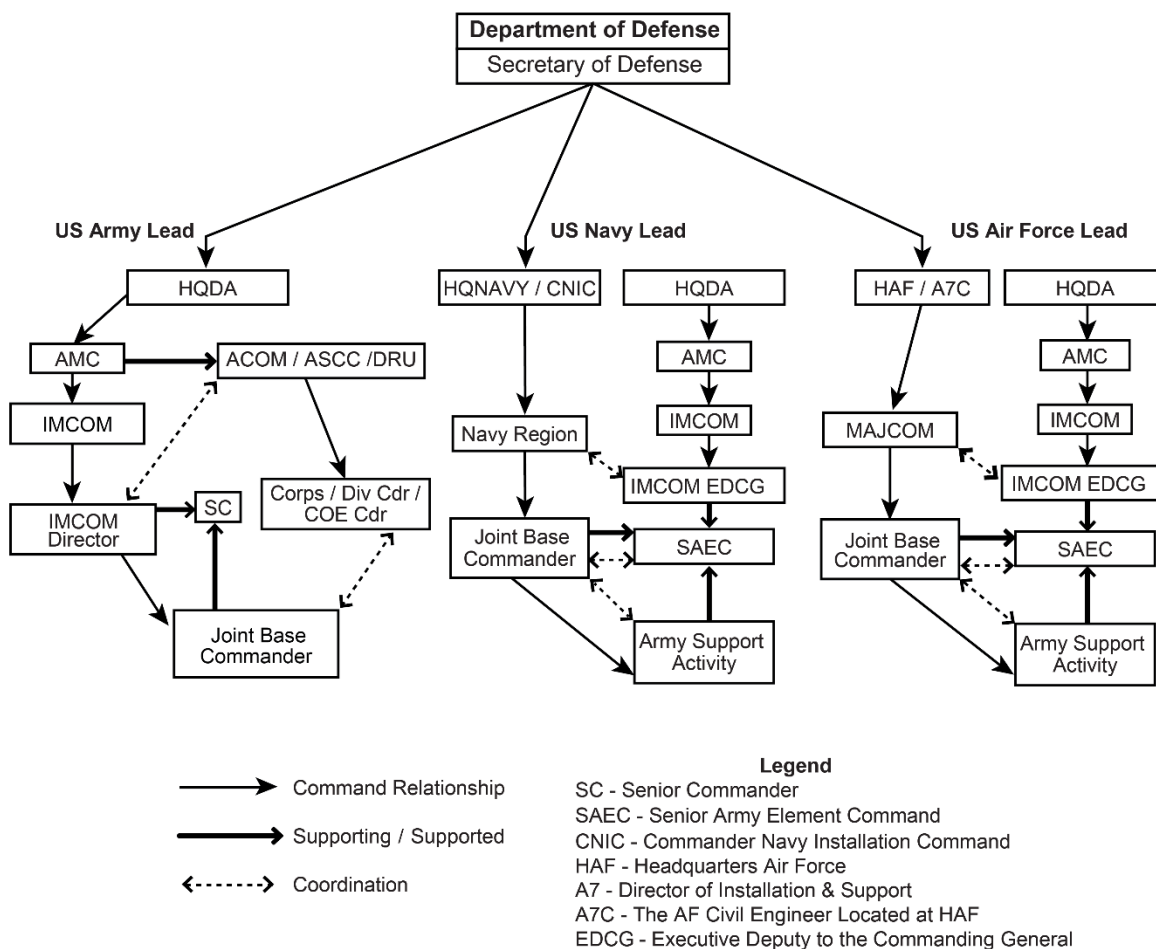 Department of Defense
Secretary of Defense
US Army Lead
HQDA
AMC
ACOM / ASCC /DRU
IMCOM
IMCOM
Director
SC
Corps / Div Cdr /
COE Cdr
Joint Base
Commander
US Navy Lead
HQNAVY / CNIC
HQDA
AMC
IMCOM
Navy Region
IMCOM EDCG
Joint Base
Commander
SAEC
Army Support
Activity
US Air Force Lead
HAF / A7C
HQDA
AMC
IMCOM
MAJCOM
IMCOM EDCG
Joint Base
Commander
SAEC
Army Support
Activity
Command Relationship
Supporting / Supported
Coordination
Legend
SC - Senior Commander
SAEC - Senior Army Element Command
CNIC - Commander Navy Installation Command
HAF - Headquarters Air Force
A7 - Director of Installation & Support
A7C - The AF Civil Engineer Located at HAF
EDCG - Executive Deputy to the Commanding General